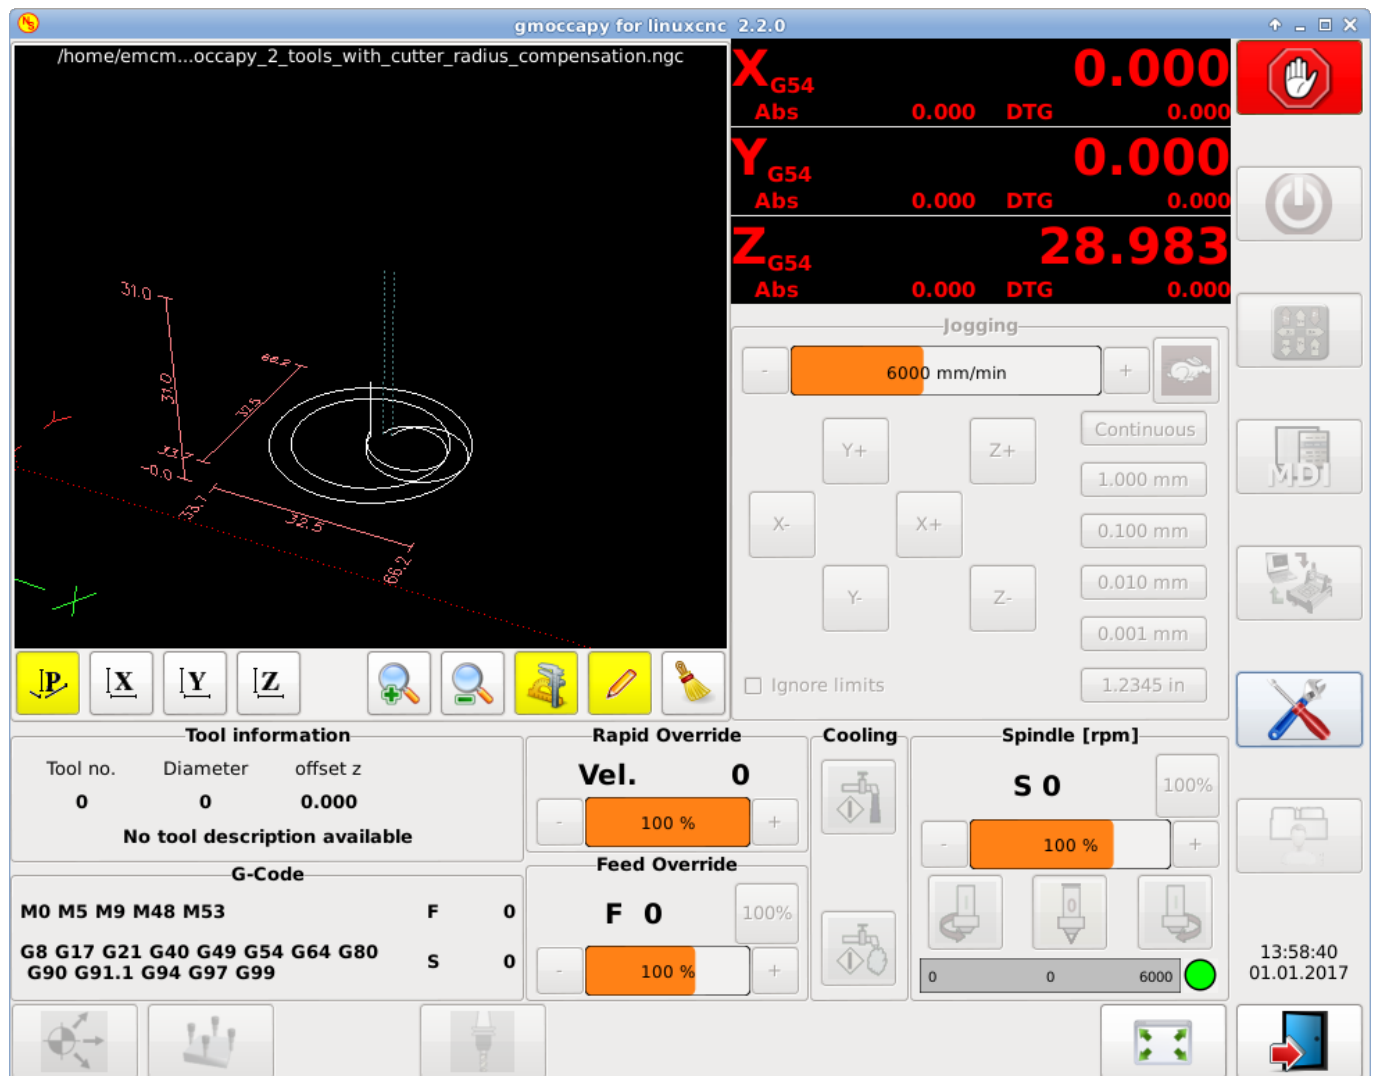 gmoccapy for linuxcnc 2.2.0
/home/emcm...occapy_2_tools_with_cutter_radius_compensation.ngc
X G54 0.000
Abs 0.000 DTG 0.000
Y G54 0.000
Abs 0.000 DTG 0.000
Z G54 28.983
Abs 0.000 DTG 0.000
31.0
66.2
31.0
32.5
33.7
-0.0
33.7
32.5
66.2
Y
X
Jogging
- 6000 mm/min +
Continuous
Y+ Z+
1.000 mm
X- X+
0.100 mm
0.010 mm
Y- Z-
0.001 mm
Ignore limits
1.2345 in
MDI
P X Y Z
Tool information
Tool no. Diameter offset z
0 0 0.000
No tool description available
G-Code
M0 M5 M9 M48 M53
F 0
G8 G17 G21 G40 G49 G54 G64 G80
G90 G91.1 G94 G97 G99
S 0
Rapid Override
Vel. 0
- 100 % +
Feed Override
F 0 100%
- 100 % +
Cooling
Spindle [rpm]
S 0 100%
- 100 % +
0
0 0 6000
13:58:40
01.01.2017